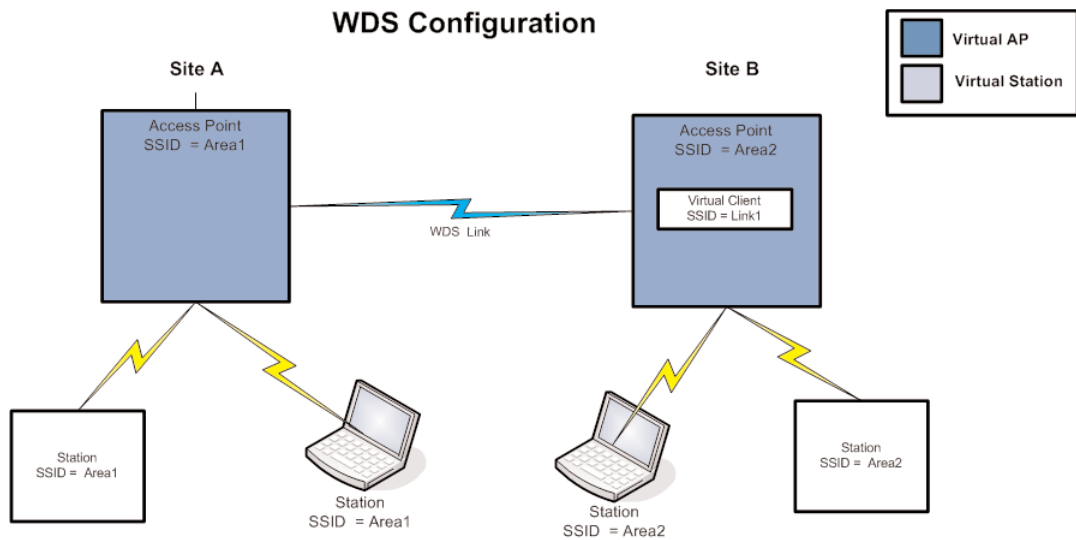 WDS Configuration
Virtual AP
Virtual Station
Site A
Site B
Access Point
SSID = Area1
Access Point
SSID = Area2
Virtual Client
SSID = Link1
WDS Link
Station
SSID = Area1
Station
SSID = Area1
Station
SSID = Area2
Station
SSID = Area2